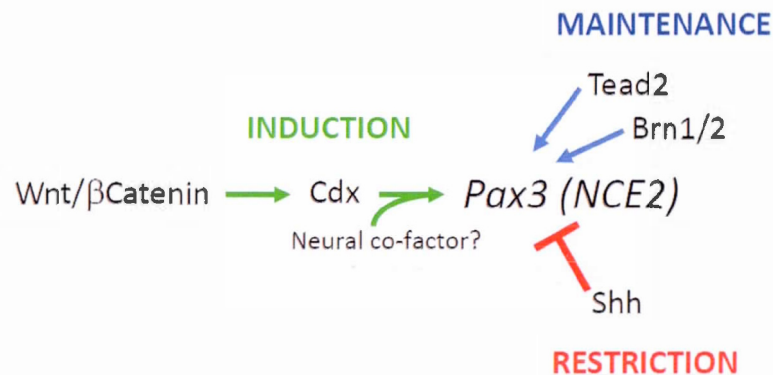 MAINTENANCE
Tead2
INDUCTION
Brn1/2
Wnt/βCatenin
Cdx
Pax3 (NCE2)
Neural co-factor?
Shh
RESTRICTION